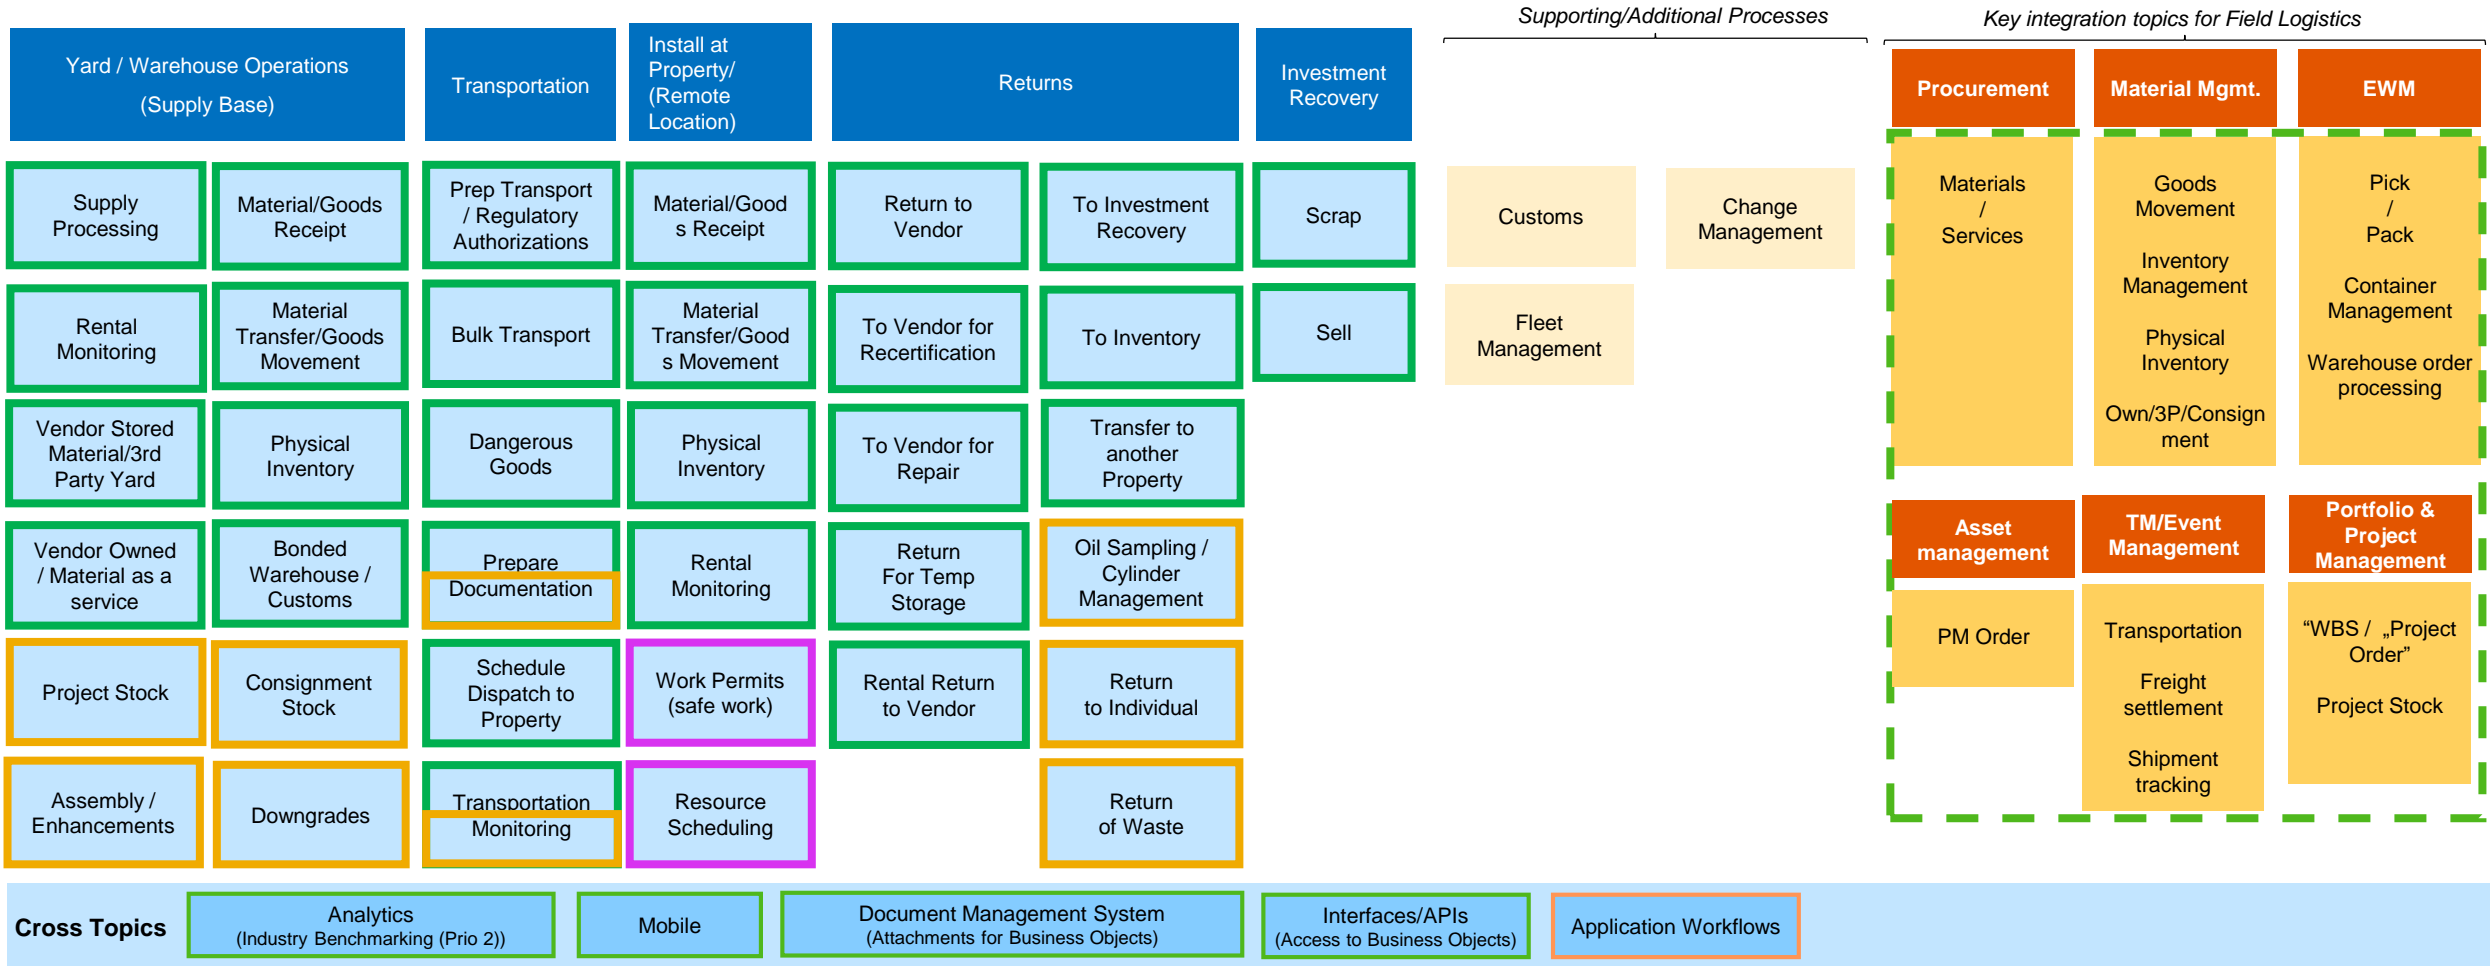 Supporting/Additional Processes
Key integration topics for Field Logistics
Yard / Warehouse Operations
(Supply Base)
Transportation
Install at
Property/
(Remote
Location)
Returns
Investment
Recovery
Procurement
Material Mgmt.
EWM
Supply
Processing
Material/Goods
Receipt
Prep Transport
/ Regulatory
Authorizations
Material/Good
s Receipt
Return to
Vendor
To Investment
Recovery
Scrap
Customs
Change
Management
Materials
/
Services
Goods
Movement
Inventory
Management
Physical
Inventory
Own/3P/Consign
ment
Pick
/
Pack
Container
Management
Warehouse order
processing
Rental
Monitoring
Material
Transfer/Goods
Movement
Bulk Transport
Material
Transfer/Good
s Movement
To Vendor for
Recertification
To Inventory
Sell
Fleet
Management
Vendor Stored
Material/3rd
Party Yard
Physical
Inventory
Dangerous
Goods
Physical
Inventory
To Vendor for
Repair
Transfer to
another
Property
Vendor Owned
/ Material as a
service
Bonded
Warehouse /
Customs
Prepare
Documentation
Rental
Monitoring
Return
For Temp
Storage
Oil Sampling /
Cylinder
Management
Asset
management
TM/Event
Management
Portfolio &
Project
Management
Project Stock
Consignment
Stock
Schedule
Dispatch to
Property
Work Permits
(safe work)
Rental Return
to Vendor
Return
to Individual
PM Order
Transportation
Freight
settlement
Shipment
tracking
“WBS / „Project
Order”
Project Stock
Assembly /
Enhancements
Downgrades
Transportation
Monitoring
Resource
Scheduling
Return
of Waste
Cross Topics
Analytics
(Industry Benchmarking (Prio 2))
Mobile
Document Management System
(Attachments for Business Objects)
Interfaces/APIs
(Access to Business Objects)
Application Workflows